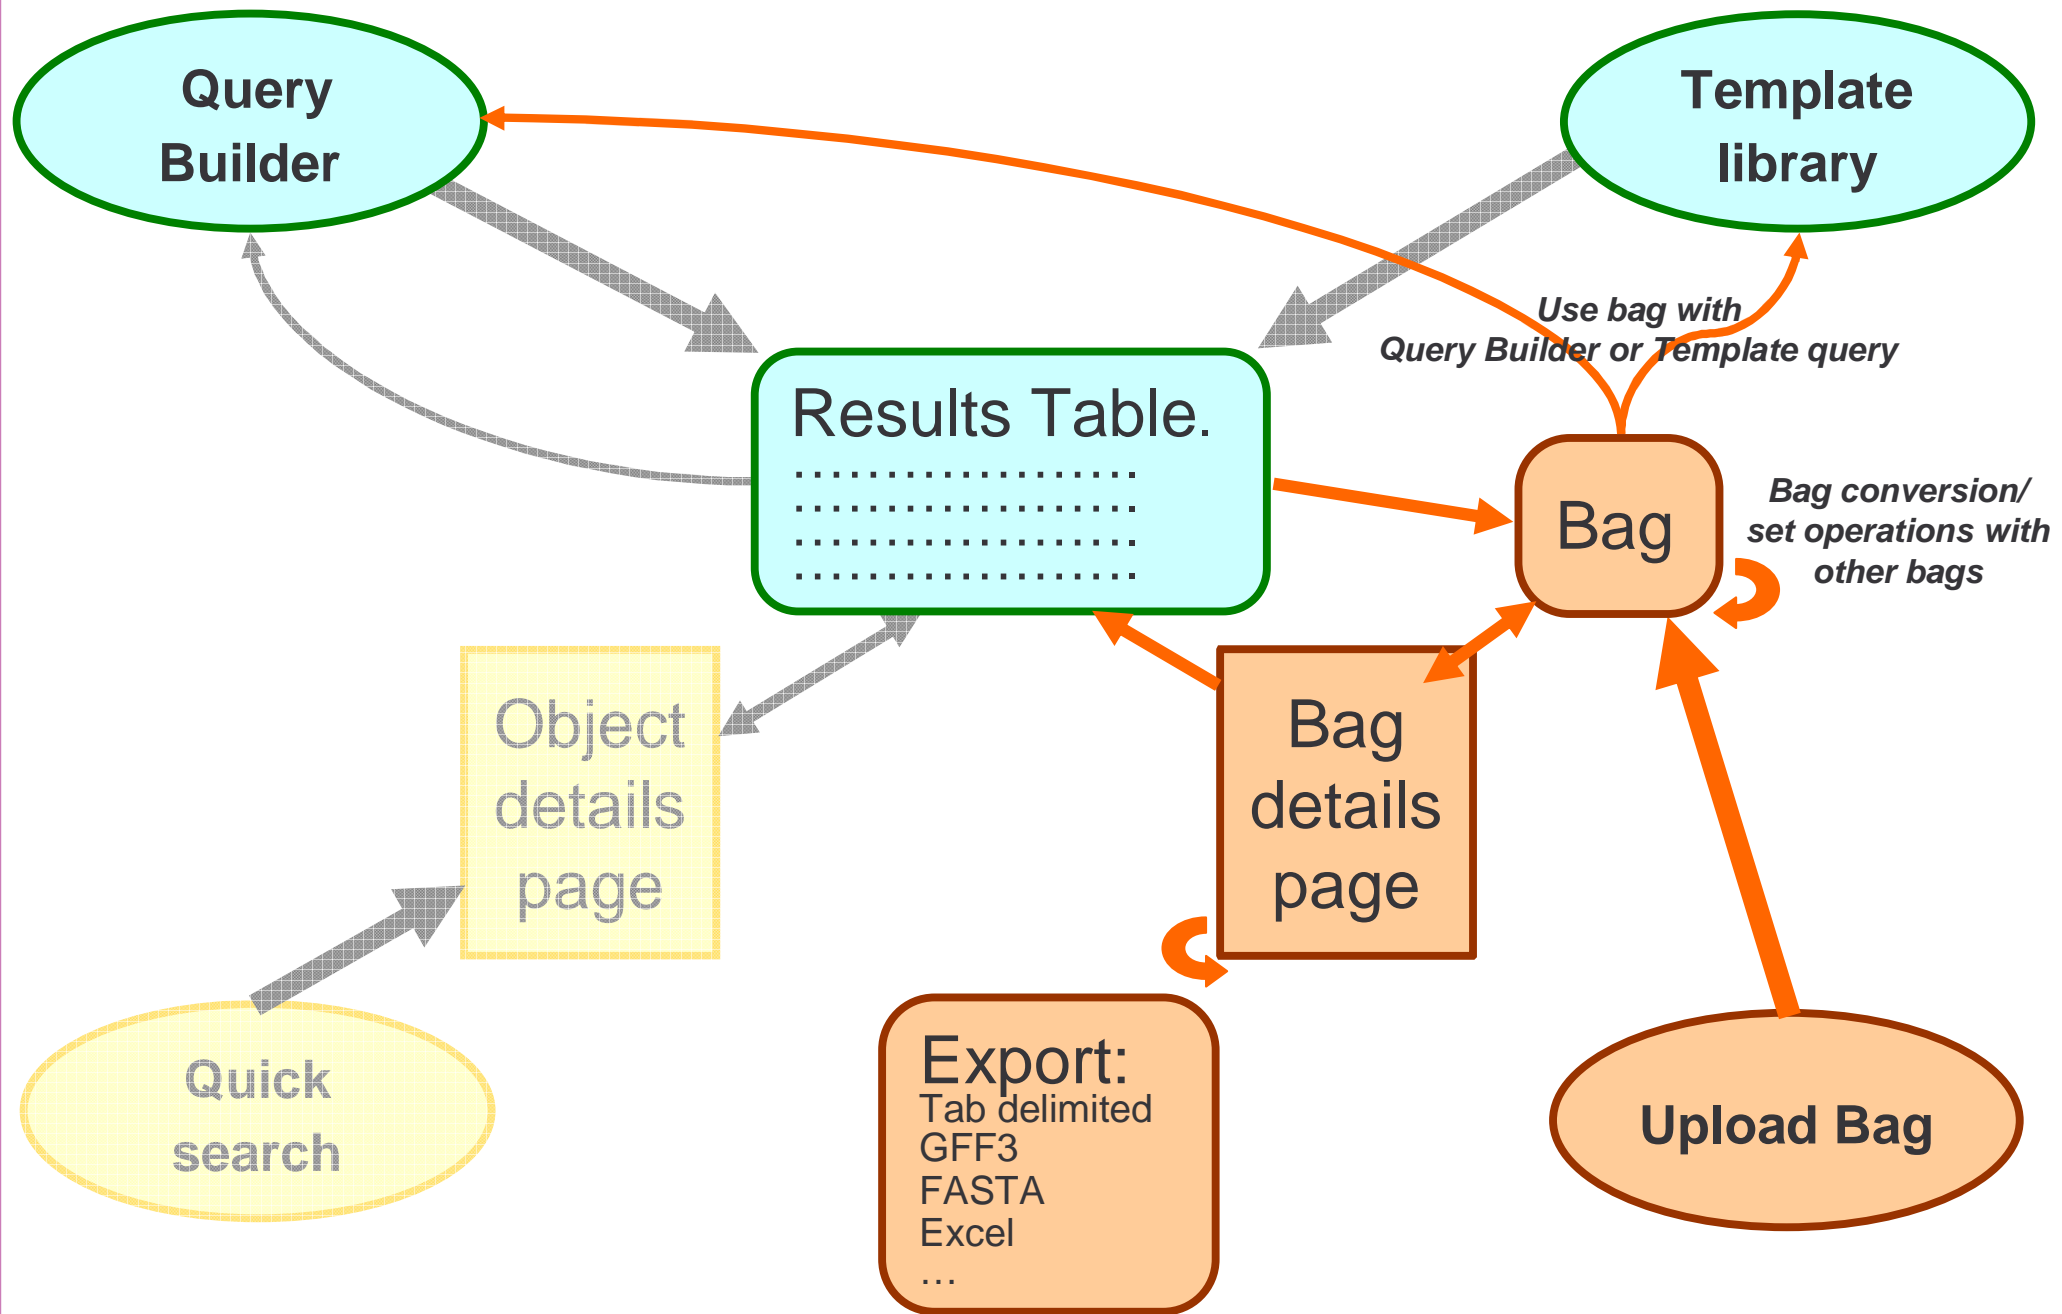 Query
Builder
Template
library
Use bag with
Query Builder or Template query
Results Table.
Bag
Bag conversion/
set operations with
other bags
Object
details
page
Bag
details
page
Quick
search
Export:
Tab delimited
GFF3
FASTA
Excel
…
Upload Bag